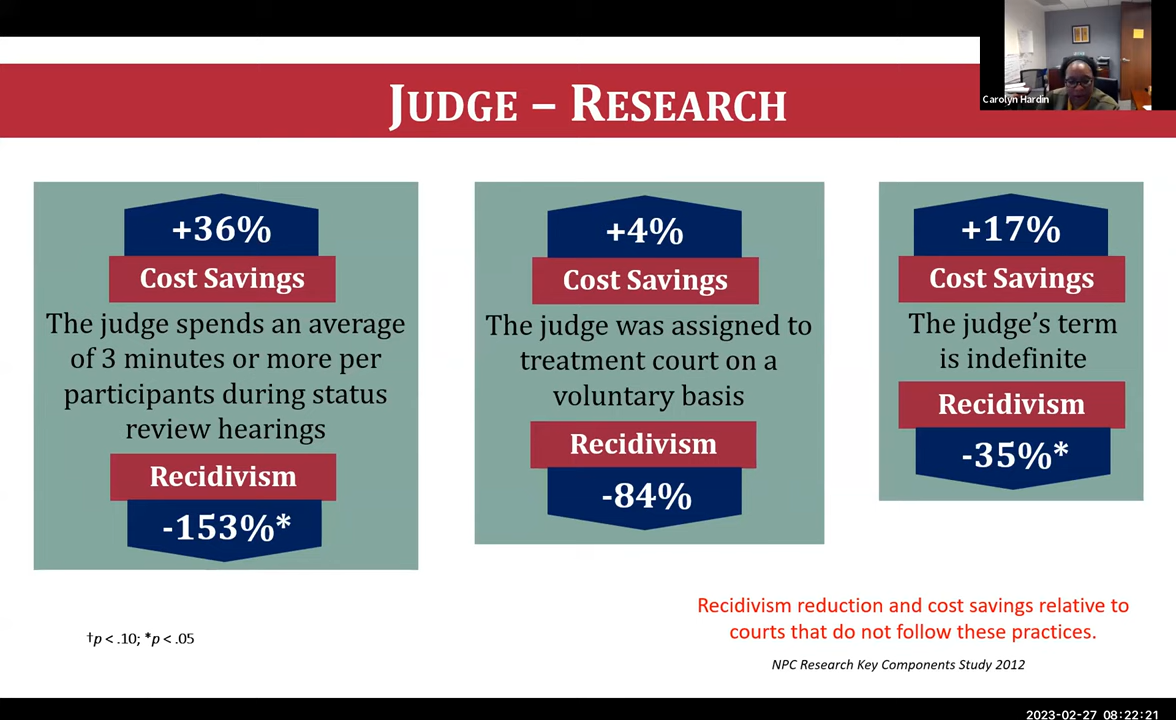 JUDGE – RESEARCH
Carolyn Hardin
+36%
Cost Savings
The judge spends an average
of 3 minutes or more per
participants during status
review hearings
Recidivism
-153%*
+4%
Cost Savings
The judge was assigned to
treatment court on a
voluntary basis
Recidivism
-84%
+17%
Cost Savings
The judge’s term
is indefinite
Recidivism
-35%*
†p < .10; *p < .05
Recidivism reduction and cost savings relative to
courts that do not follow these practices.
NPC Research Key Components Study 2012
2023-02-27 08:22:21